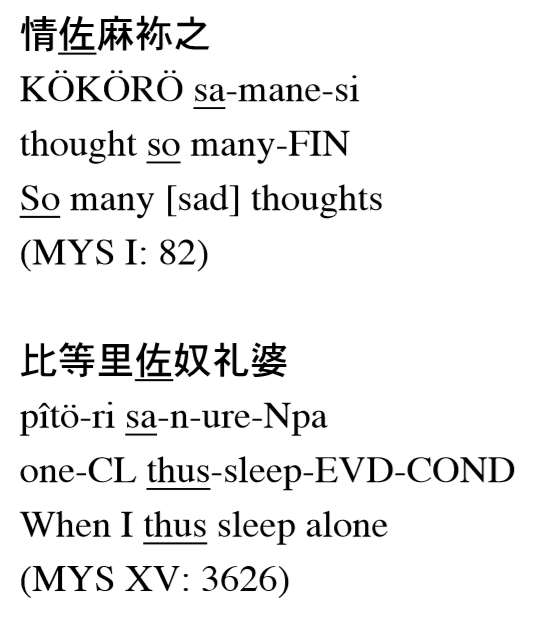 情佐麻祢之
KÖKÖRÖ sa-mane-si
thought so many-FIN
So many [sad] thoughts
(MYS I: 82)
比等里佐奴礼婆
pîtö-ri sa-n-ure-Npa
one-CL thus-sleep-EVD-COND
When I thus sleep alone
(MYS XV: 3626)